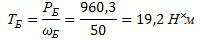 T_Б = P_Б / ω_Б = 960,3 / 50 = 19,2 Н^×м